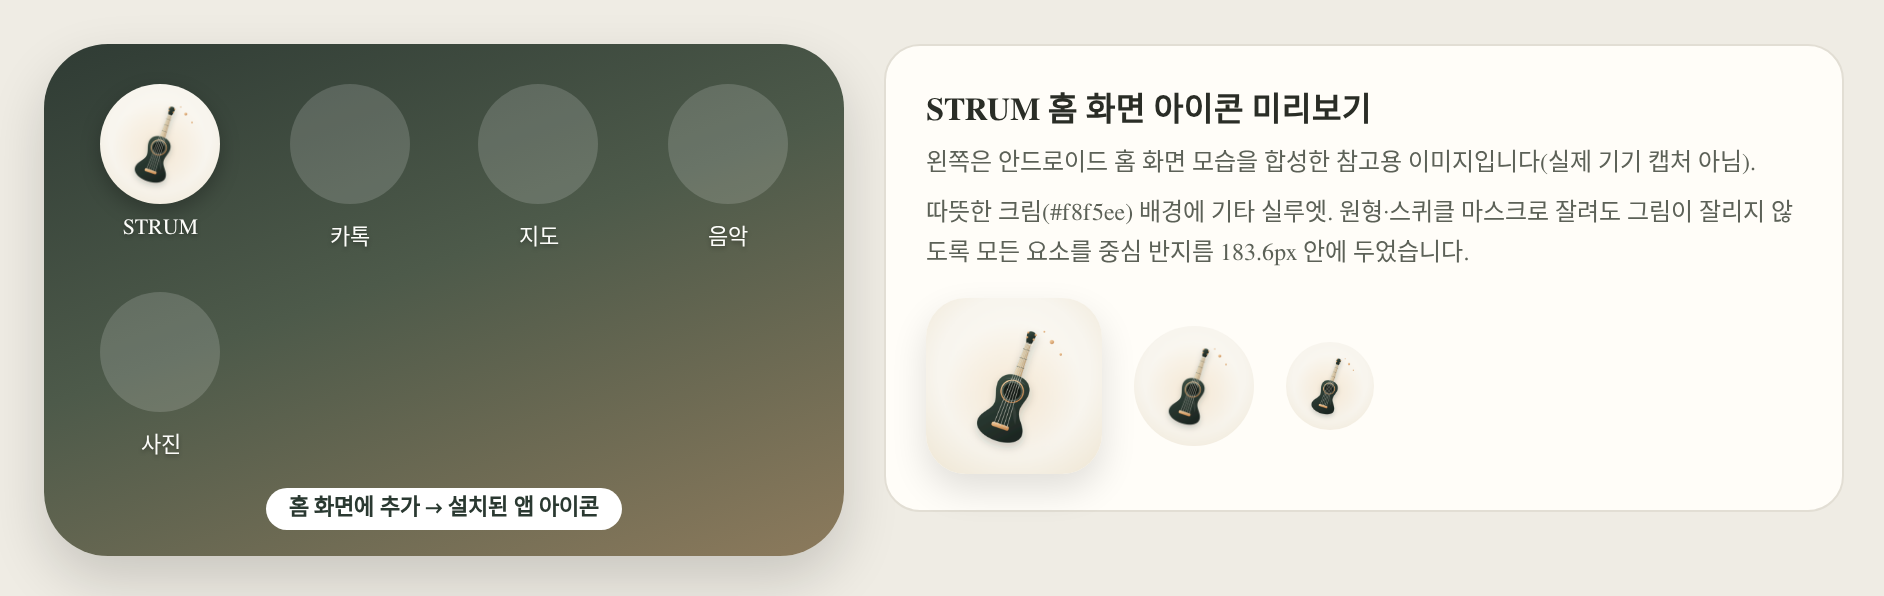 STRUM
카톡
지도
음악
사진
홈 화면에 추가 → 설치된 앱 아이콘
STRUM 홈 화면 아이콘 미리보기
왼쪽은 안드로이드 홈 화면 모습을 합성한 참고용 이미지입니다(실제 기기 캡처 아님).
따뜻한 크림(#f8f5ee) 배경에 기타 실루엣. 원형·스퀴클 마스크로 잘려도 그림이 잘리지 않
도록 모든 요소를 중심 반지름 183.6px 안에 두었습니다.